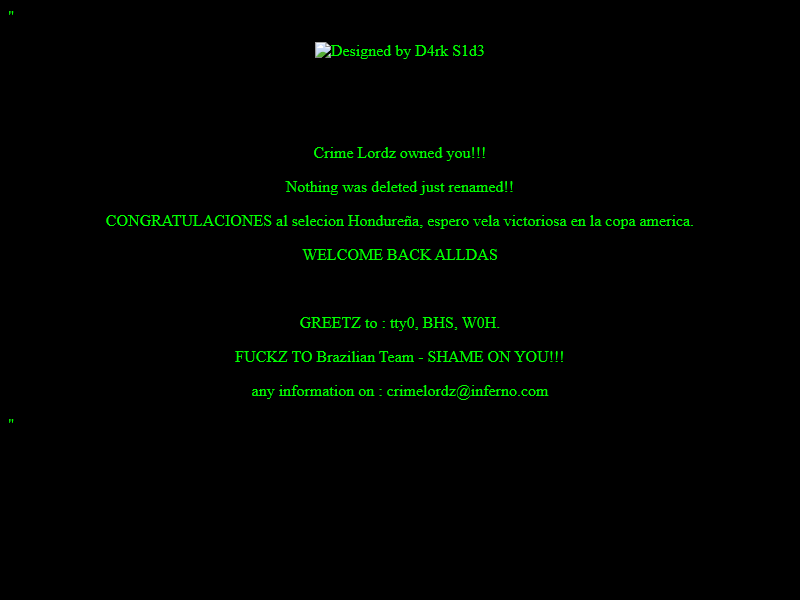 "
Designed by D4rk S1d3
Crime Lordz owned you!!!
Nothing was deleted just renamed!!
CONGRATULACIONES al selecion Hondureña, espero vela victoriosa en la copa america.
WELCOME BACK ALLDAS
GREETZ to : tty0, BHS, W0H.
FUCKZ TO Brazilian Team - SHAME ON YOU!!!
any information on : crimelordz@inferno.com
"